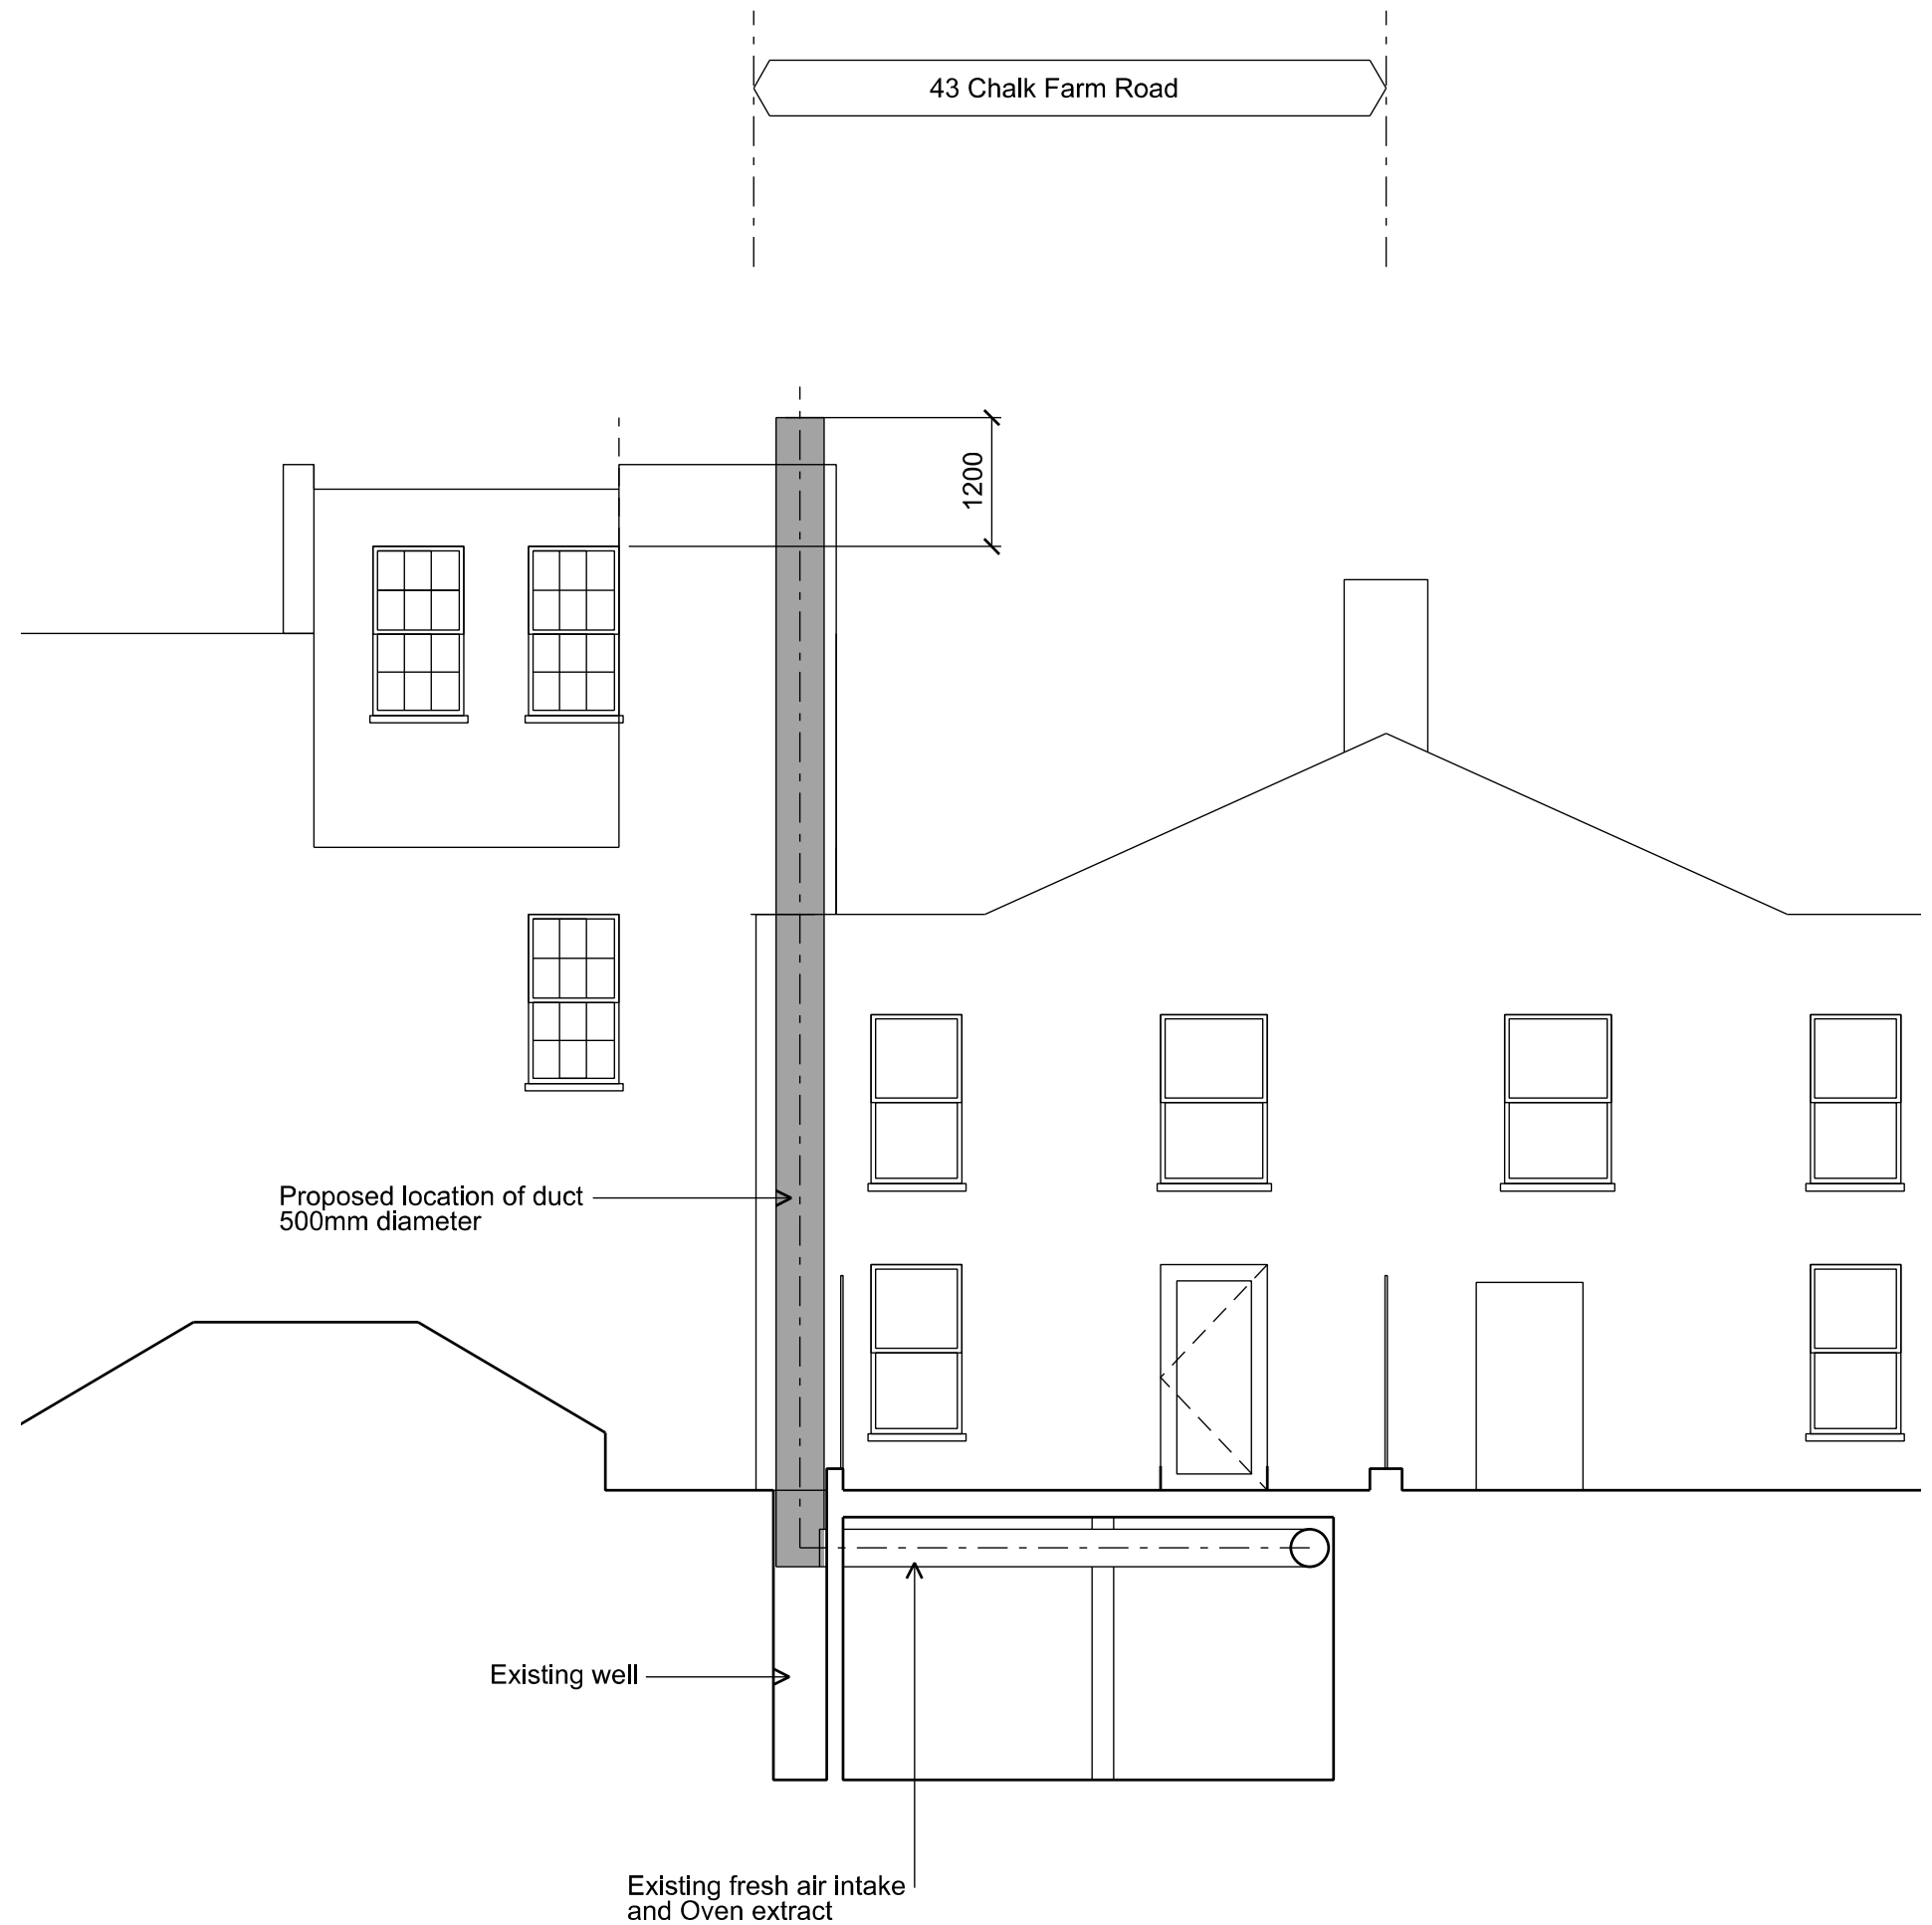 43 Chalk Farm Road
1200
Proposed location of duct
500mm diameter
Existing well
Existing fresh air intake
and Oven extract